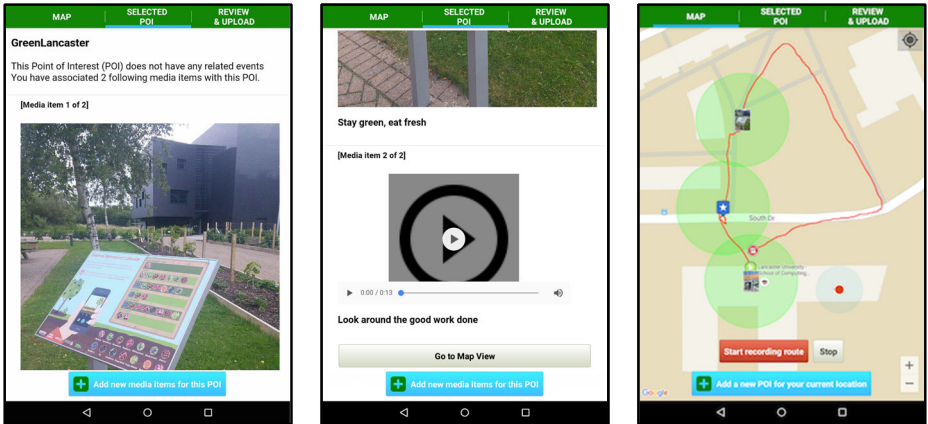 MAP
SELECTED
POI
REVIEW
& UPLOAD
GreenLancaster
This Point of Interest (POI) does not have any related events
You have associated 2 following media items with this POI.
[Media item 1 of 2]
Add new media items for this POI
MAP
SELECTED
POI
REVIEW
& UPLOAD
Stay green, eat fresh
[Media item 2 of 2]
0:00 / 0:13
Look around the good work done
Go to Map View
Add new media items for this POI
MAP
SELECTED
POI
REVIEW
& UPLOAD
South Dr
Lancaster University
School of Computing...
Start recording route
Stop
Add a new POI for your current location
Google